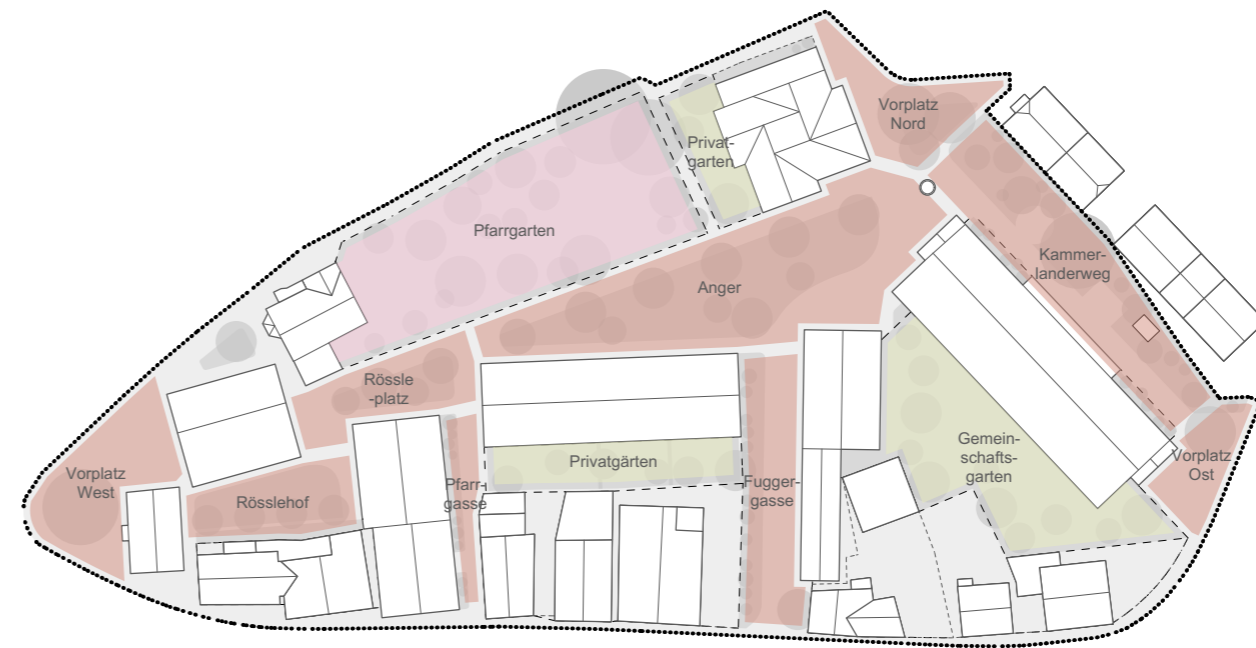 Vorplatz
Nord
Privat-
garten
Pfarrgarten
Kammer-
landerweg
Anger
Rössle
-platz
Vorplatz
West
Rösslehof
Pfarr-
gasse
Privatgärten
Fugger-
gasse
Gemein-
schafts-
garten
Vorplatz
Ost